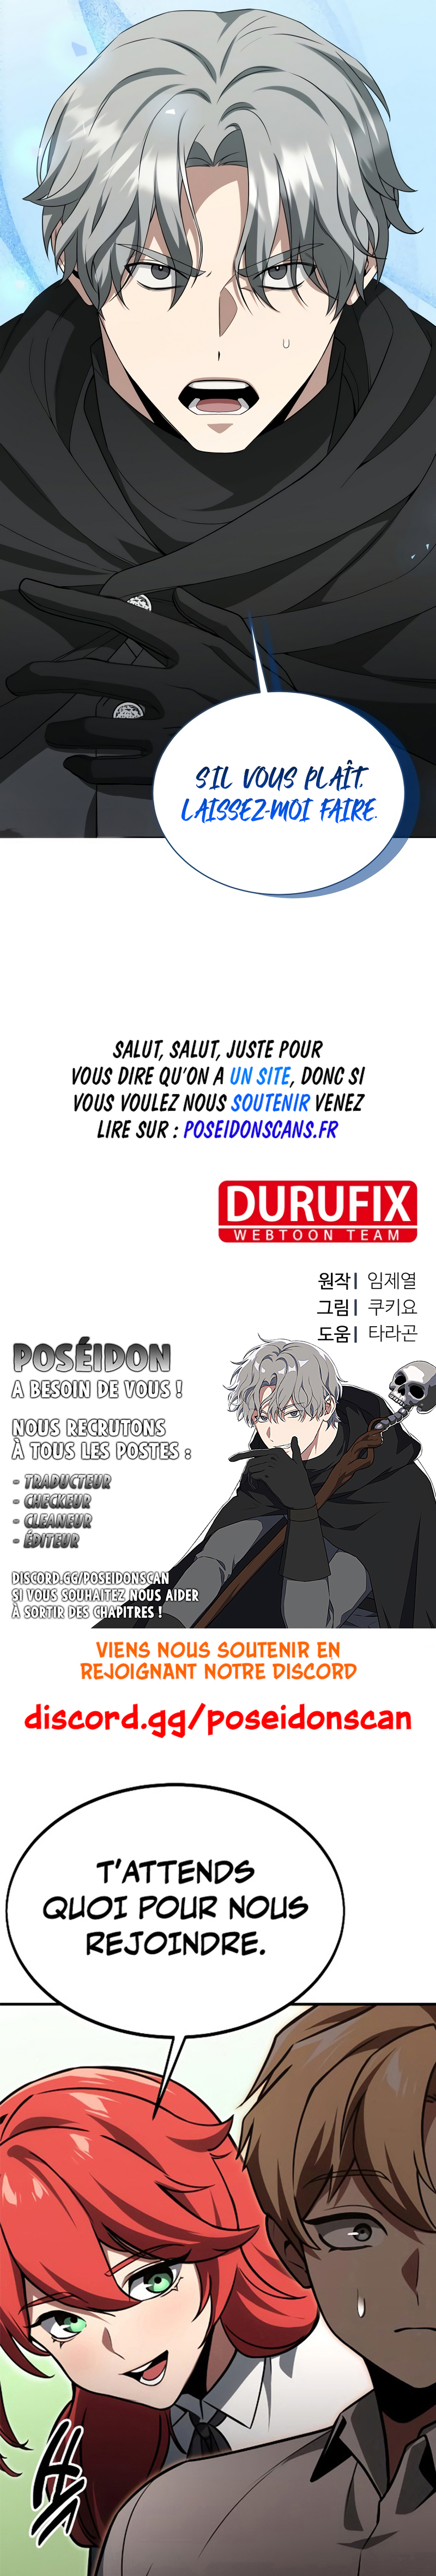 SIL VOUS PLAÎT,
LAISSEZ-MOI FAIRE.
SALUT, SALUT, JUSTE POUR
VOUS DIRE QU'ON A UN SITE, DONC SI
VOUS VOULEZ NOUS SOUTENIR VENEZ
LIRE SUR : POSEIDONSCANS.FR
DURUFIX
WEBTOON TEAM
원작 | 임제열
그림 | 쿠키요
도움 | 타라곤
POSÉIDON
A BESOIN DE VOUS !
NOUS RECRUTONS
À TOUS LES POSTES :
- TRADUCTEUR
- CHECKEUR
- CLEANEUR
- ÉDITEUR
DISCORD.GG/POSEIDONSCAN
SI VOUS SOUHAITEZ NOUS AIDER
À SORTIR DES CHAPITRES !
VIENS NOUS SOUTENIR EN
REJOIGNANT NOTRE DISCORD
discord.gg/poseidonscan
T'ATTENDS
QUOI POUR NOUS
REJOINDRE.